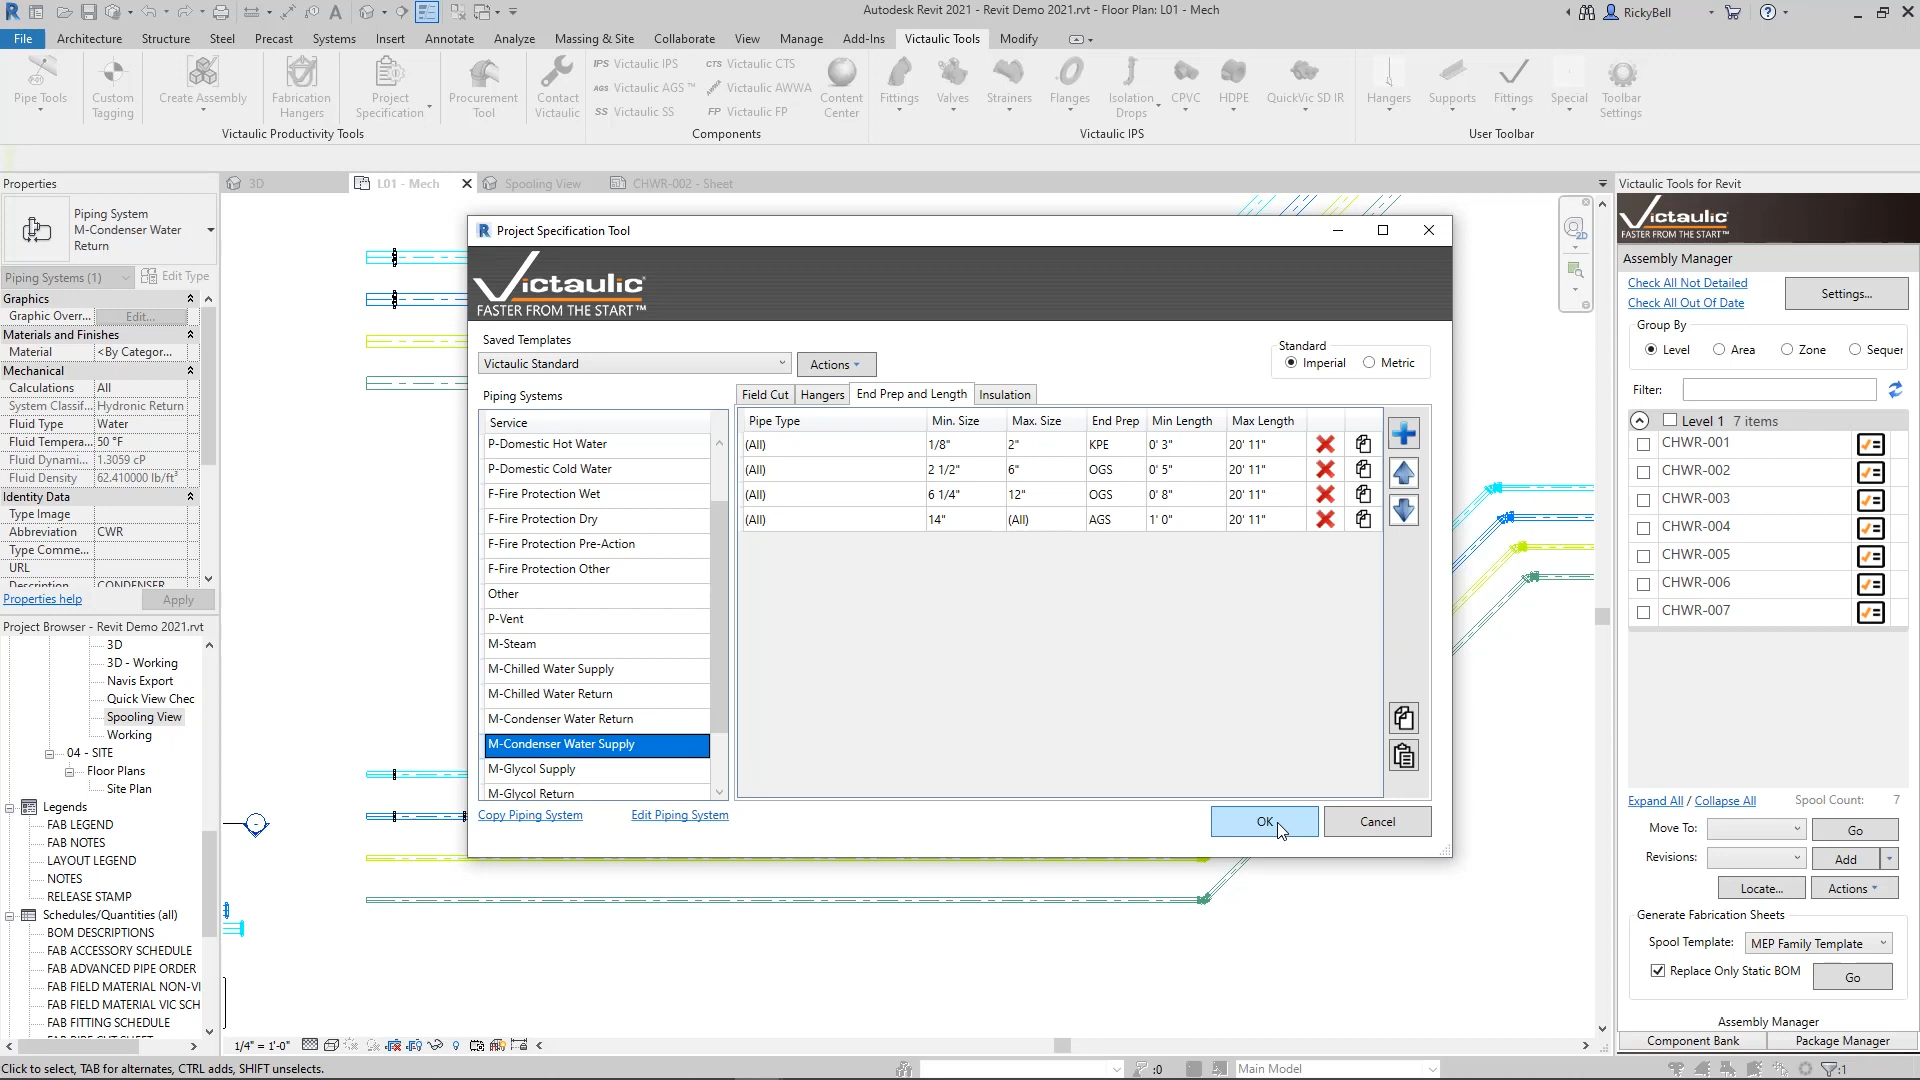 Autodesk Revit 2021 - Revit Demo 2021.rvt - Floor Plan: L01 - Mech
RickyBell
File Architecture Structure Steel Precast Systems Insert Annotate Analyze Massing & Site Collaborate View Manage Add-Ins Victaulic Tools Modify
Pipe Tools
Custom Tagging
Create Assembly
Fabrication Hangers
Project Specification
Procurement Tool
Contact Victaulic
IPS Victaulic IPS
CTS Victaulic CTS
AGS Victaulic AGS™
Victaulic AWWA
SS Victaulic SS
FP Victaulic FP
Content Center
Fittings
Valves
Strainers
Flanges
Isolation Drops
CPVC
HDPE
QuickVic SD IR
Hangers
Supports
Fittings
Special
Toolbar Settings
Victaulic Productivity Tools
Components
Victaulic IPS
User Toolbar
Properties
3D
L01 - Mech
Spooling View
CHWR-002 - Sheet
Victaulic Tools for Revit
Piping System
M-Condenser Water
Return
Piping Systems (1)
Edit Type
Graphics
Graphic Overr... Edit...
Materials and Finishes
Material <By Categor...
Mechanical
Calculations All
System Classif... Hydronic Return
Fluid Type Water
Fluid Tempera... 50 °F
Fluid Dynami... 1.3059 cP
Fluid Density 62.410000 lb/ft³
Identity Data
Type Image
Abbreviation CWR
Type Comme...
URL
Description CONDENSER
Properties help
Apply
Project Browser - Revit Demo 2021.rvt
3D
3D - Working
Navis Export
Quick View Chec
Spooling View
Working
04 - SITE
Floor Plans
Site Plan
Legends
FAB LEGEND
FAB NOTES
LAYOUT LEGEND
NOTES
RELEASE STAMP
Schedules/Quantities (all)
BOM DESCRIPTIONS
FAB ACCESSORY SCHEDULE
FAB ADVANCED PIPE ORDER
FAB FIELD MATERIAL NON-VI
FAB FIELD MATERIAL VIC SCH
FAB FITTING SCHEDULE
Project Specification Tool
Victaulic
FASTER FROM THE START™
Saved Templates
Victaulic Standard
Actions
Standard
Imperial
Metric
Piping Systems
Field Cut
Hangers
End Prep and Length
Insulation
Service
P-Domestic Hot Water
P-Domestic Cold Water
F-Fire Protection Wet
F-Fire Protection Dry
F-Fire Protection Pre-Action
F-Fire Protection Other
Other
P-Vent
M-Steam
M-Chilled Water Supply
M-Chilled Water Return
M-Condenser Water Return
M-Condenser Water Supply
M-Glycol Supply
M-Glycol Return
Pipe Type Min. Size Max. Size End Prep Min Length Max Length
(All) 1/8" 2" KPE 0' 3" 20' 11"
(All) 2 1/2" 6" OGS 0' 5" 20' 11"
(All) 6 1/4" 12" OGS 0' 8" 20' 11"
(All) 14" (All) AGS 1' 0" 20' 11"
Copy Piping System
Edit Piping System
OK
Cancel
Victaulic
FASTER FROM THE START™
Assembly Manager
Check All Not Detailed
Check All Out Of Date
Settings...
Group By
Level
Area
Zone
Sequer
Filter:
Level 1 7 items
CHWR-001
CHWR-002
CHWR-003
CHWR-004
CHWR-005
CHWR-006
CHWR-007
Expand All / Collapse All
Spool Count: 7
Move To:
Go
Revisions:
Add
Locate...
Actions
Generate Fabrication Sheets
Spool Template: MEP Family Template
Replace Only Static BOM
Go
Assembly Manager
Component Bank
Package Manager
1/4" = 1'-0"
Click to select, TAB for alternates, CTRL adds, SHIFT unselects.
:0
Main Model
:1